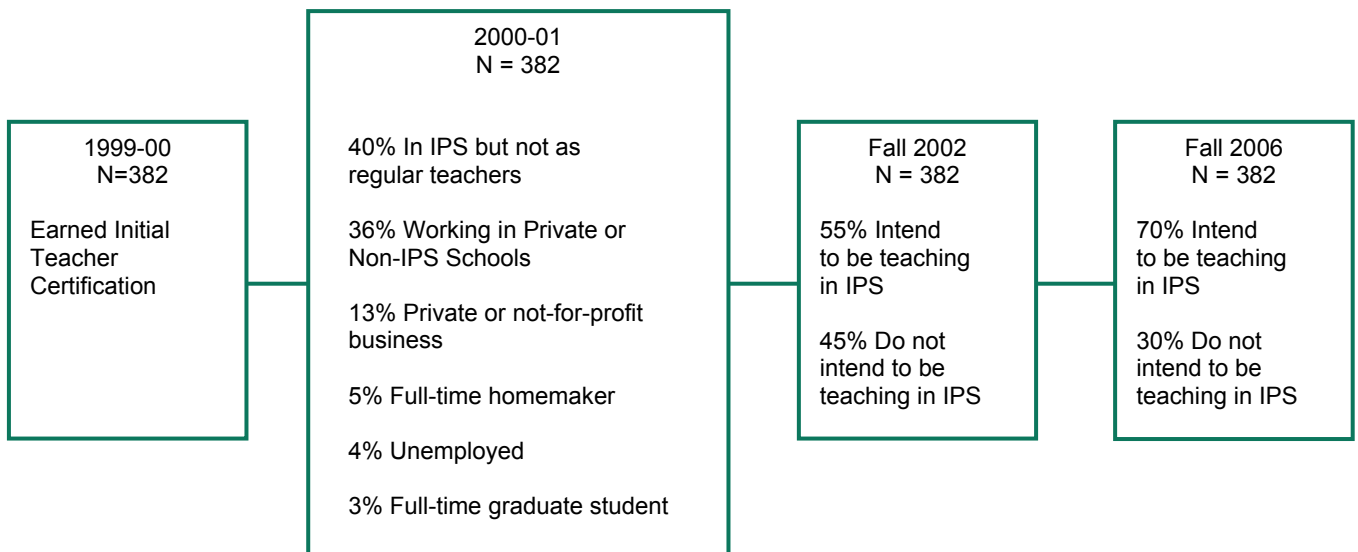 1999-00
N=382
Earned Initial
Teacher
Certification
2000-01
N = 382
40% In IPS but not as
regular teachers
36% Working in Private or
Non-IPS Schools
13% Private or not-for-profit
business
5% Full-time homemaker
4% Unemployed
3% Full-time graduate student
Fall 2002
N = 382
55% Intend
to be teaching
in IPS
45% Do not
intend to be
teaching in IPS
Fall 2006
N = 382
70% Intend
to be teaching
in IPS
30% Do not
intend to be
teaching in IPS